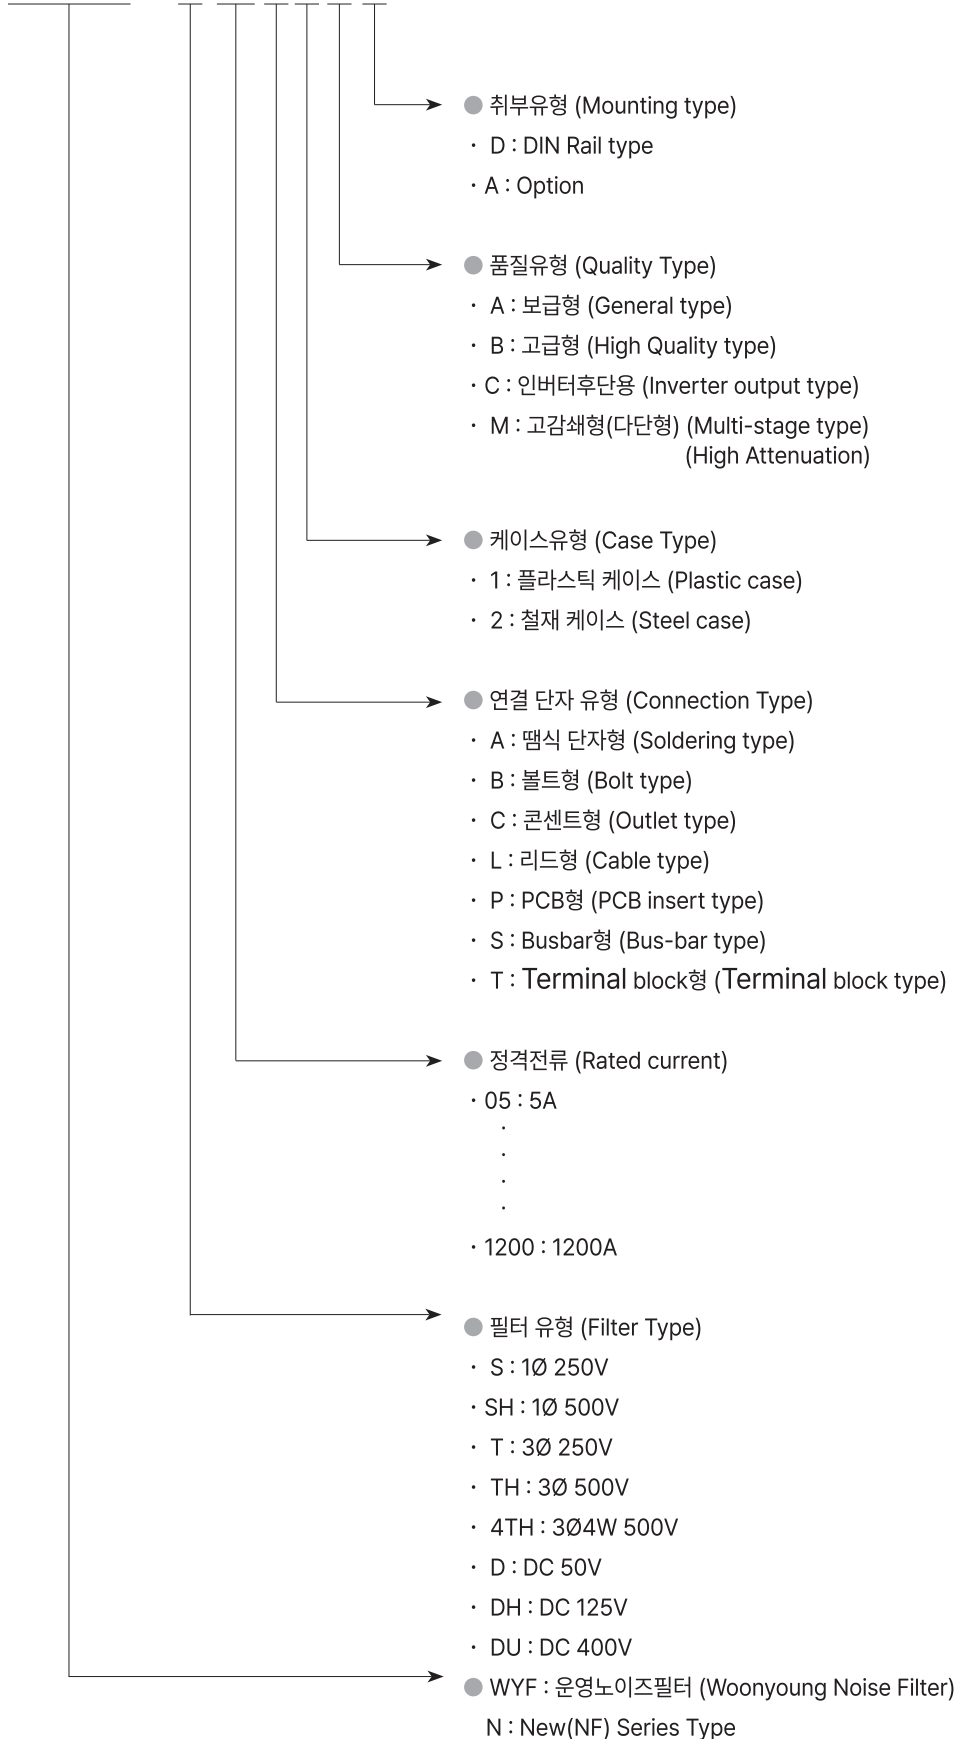 ● 취부유형 (Mounting type)
· D : DIN Rail type
· A : Option
● 품질유형 (Quality Type)
· A : 보급형 (General type)
· B : 고급형 (High Quality type)
· C : 인버터후단용 (Inverter output type)
· M : 고감쇄형(다단형) (Multi-stage type)
(High Attenuation)
● 케이스유형 (Case Type)
· 1 : 플라스틱 케이스 (Plastic case)
· 2 : 철재 케이스 (Steel case)
● 연결 단자 유형 (Connection Type)
· A : 땜식 단자형 (Soldering type)
· B : 볼트형 (Bolt type)
· C : 콘센트형 (Outlet type)
· L : 리드형 (Cable type)
· P : PCB형 (PCB insert type)
· S : Busbar형 (Bus-bar type)
· T : Terminal block형 (Terminal block type)
● 정격전류 (Rated current)
· 05 : 5A
·
·
·
·
· 1200 : 1200A
● 필터 유형 (Filter Type)
· S : 1Ø 250V
· SH : 1Ø 500V
· T : 3Ø 250V
· TH : 3Ø 500V
· 4TH : 3Ø4W 500V
· D : DC 50V
· DH : DC 125V
· DU : DC 400V
● WYF : 운영노이즈필터 (Woonyoung Noise Filter)
N : New(NF) Series Type